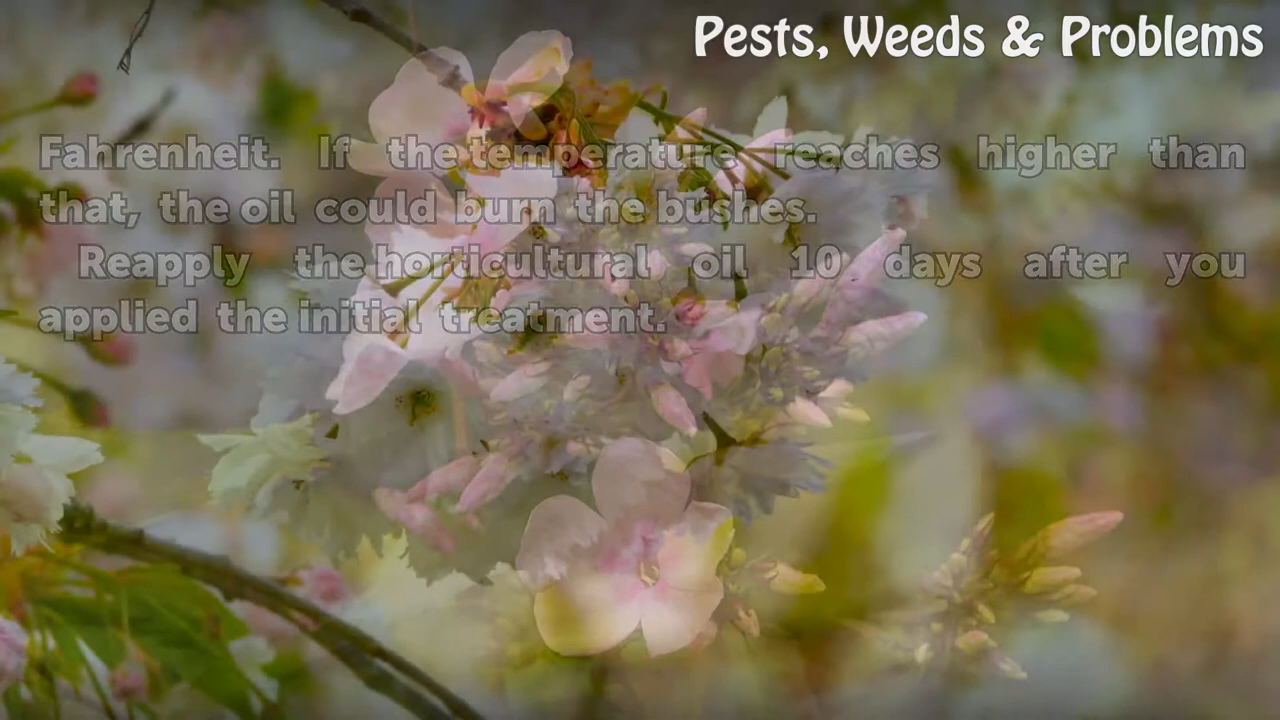 Pests, Weeds & Problems
Fahrenheit. If the temperature reaches higher than
that, the oil could burn the bushes.
Reapply the horticultural oil 10 days after you
applied the initial treatment.